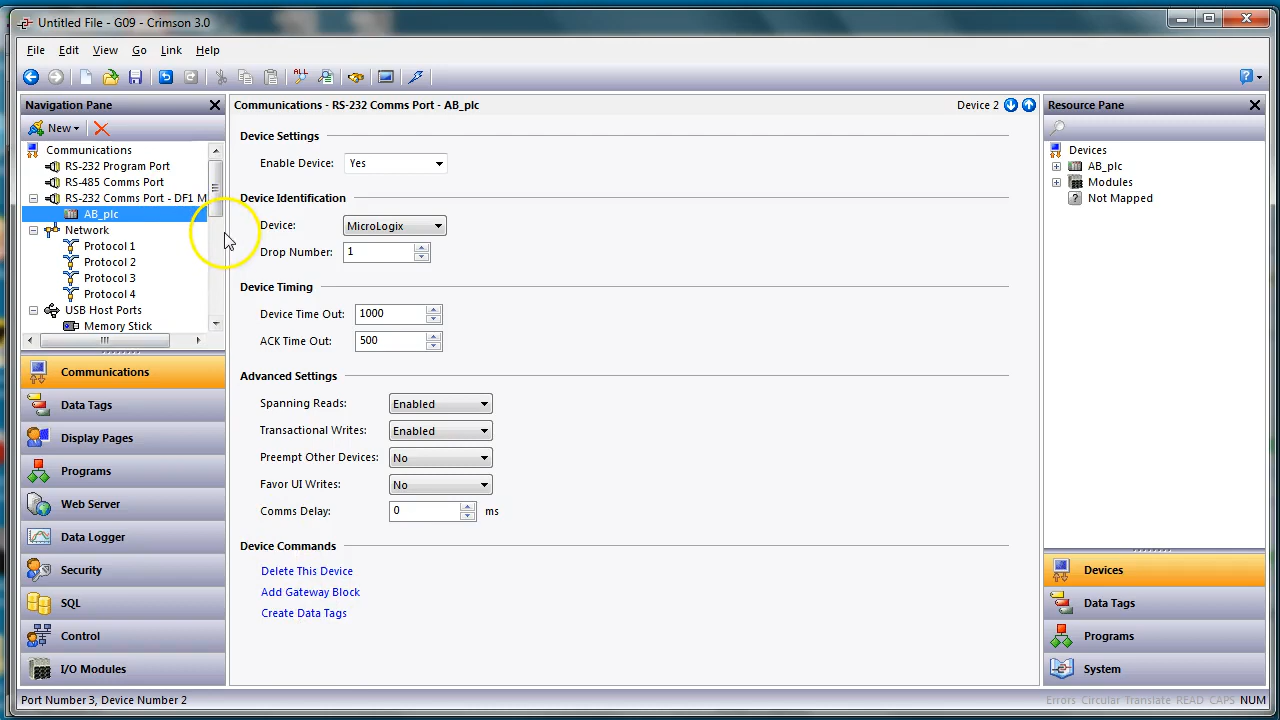 Untitled File - G09 - Crimson 3.0
File Edit View Go Link Help
Navigation Pane
New
Communications
RS-232 Program Port
RS-485 Comms Port
RS-232 Comms Port - DF1 M
AB_plc
Network
Protocol 1
Protocol 2
Protocol 3
Protocol 4
USB Host Ports
Memory Stick
Communications
Data Tags
Display Pages
Programs
Web Server
Data Logger
Security
SQL
Control
I/O Modules
Communications - RS-232 Comms Port - AB_plc
Device 2
Device Settings
Enable Device: Yes
Device Identification
Device: MicroLogix
Drop Number: 1
Device Timing
Device Time Out: 1000
ACK Time Out: 500
Advanced Settings
Spanning Reads: Enabled
Transactional Writes: Enabled
Preempt Other Devices: No
Favor UI Writes: No
Comms Delay: 0 ms
Device Commands
Delete This Device
Add Gateway Block
Create Data Tags
Resource Pane
Devices
AB_plc
Modules
Not Mapped
Devices
Data Tags
Programs
System
Port Number 3, Device Number 2
Errors Circular Translate READ CAPS NUM